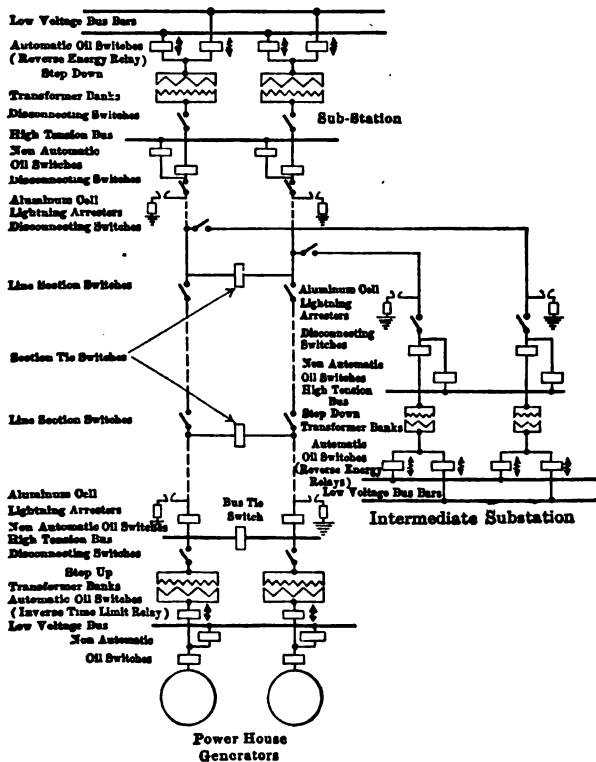 Low Voltage Bus Bars
Automatic Oil Switches
(Reverse Energy Relay)
Step Down
Transformer Banks
Disconnecting Switches
Sub-Station
High Tension Bus
Non Automatic
Oil Switches
Disconnecting Switches
Aluminum Cell
Lightning Arresters
Disconnecting Switches
Line Section Switches
Section Tie Switches
Line Section Switches
Aluminum Cell
Lightning
Arresters
Disconnecting
Switches
Non Automatic
Oil Switches
High Tension
Bus
Step Down
Transformer Banks
Automatic
Oil Switches
(Reverse Energy
Relays)
Low Voltage Bus Bars
Intermediate Substation
Aluminum Cell
Lightning Arresters
Non Automatic Oil Switches
High Tension Bus
Disconnecting Switches
Bus Tie
Switch
Step Up
Transformer Banks
Automatic Oil Switches
(Inverse Time Limit Relay)
Low Voltage Bus
Non Automatic
Oil Switches
Power House
Generators